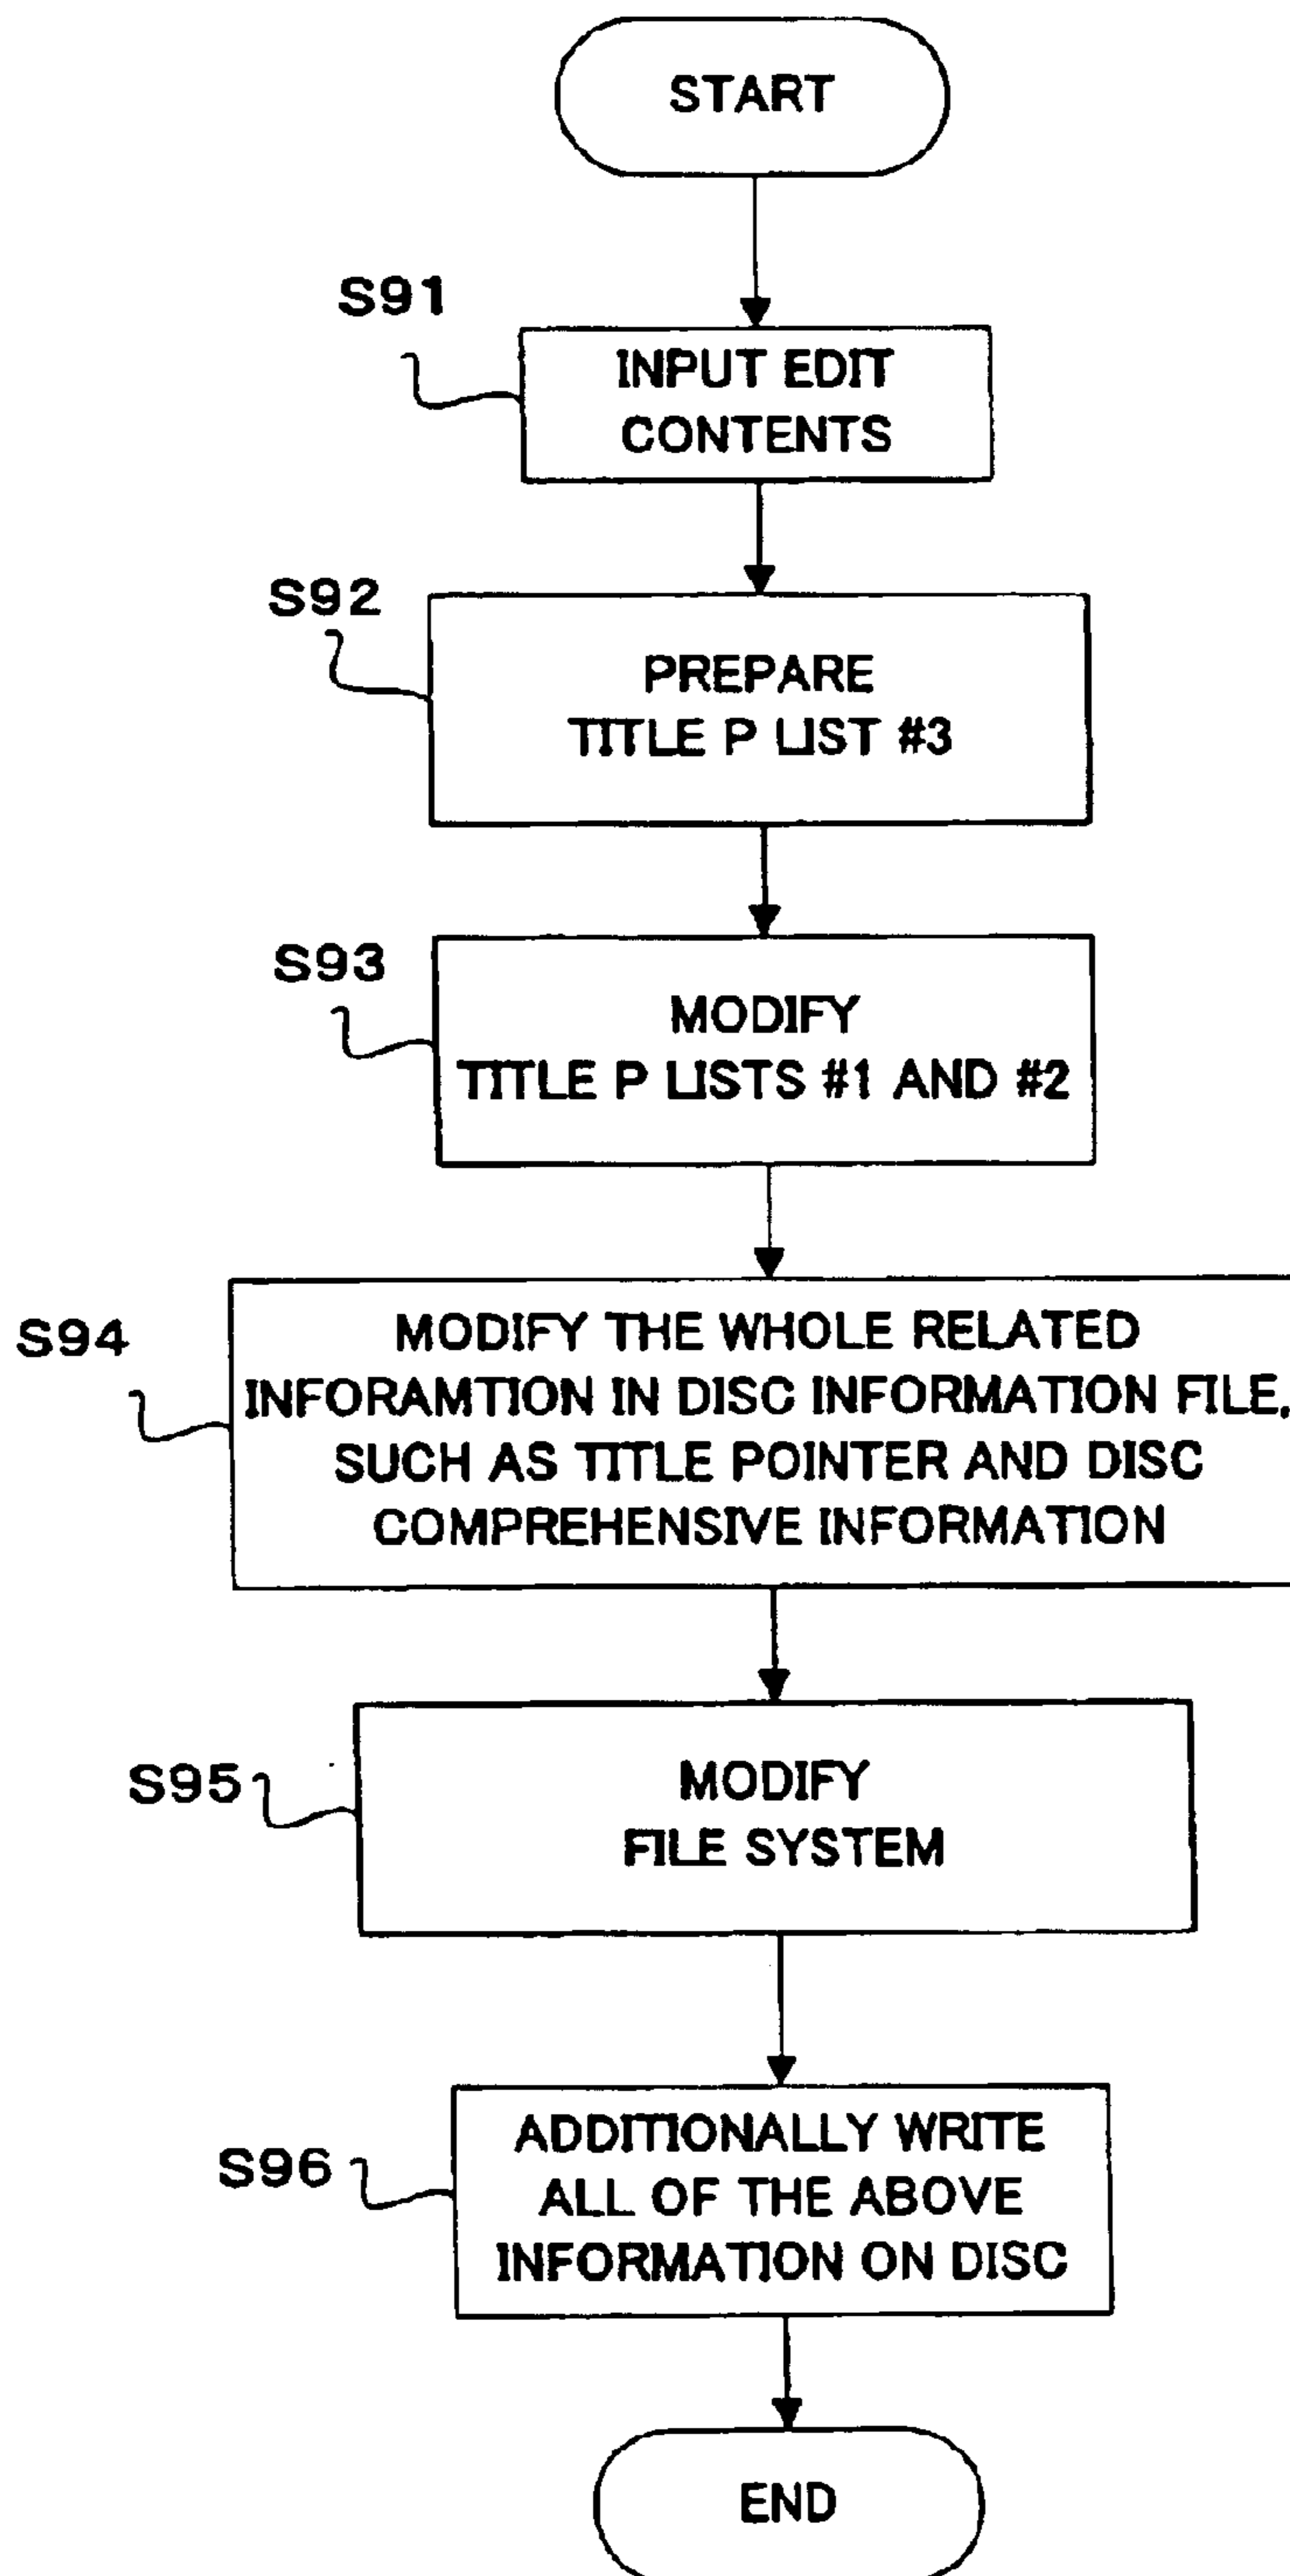 START
S91
INPUT EDIT
CONTENTS
S92
PREPARE
TITLE P LIST #3
S93
MODIFY
TITLE P LISTS #1 AND #2
S94
MODIFY THE WHOLE RELATED
INFORAMTION IN DISC INFORMATION FILE,
SUCH AS TITLE POINTER AND DISC
COMPREHENSIVE INFORMATION
S95
MODIFY
FILE SYSTEM
S96
ADDITIONALLY WRITE
ALL OF THE ABOVE
INFORMATION ON DISC
END